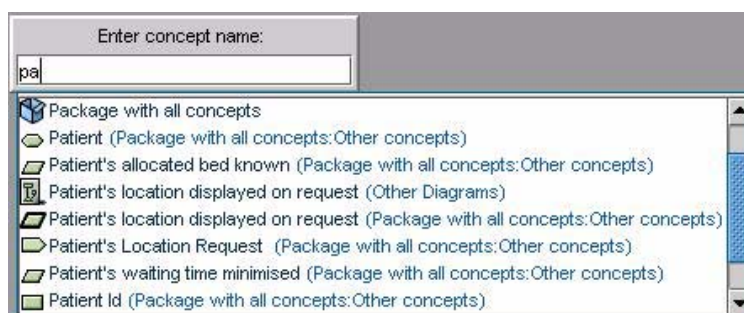 Enter concept name:
pa
Package with all concepts
Patient (Package with all concepts:Other concepts)
Patient's allocated bed known (Package with all concepts:Other concepts)
Patient's location displayed on request (Other Diagrams)
Patient's location displayed on request (Package with all concepts:Other concepts)
Patient's Location Request (Package with all concepts:Other concepts)
Patient's waiting time minimised (Package with all concepts:Other concepts)
Patient Id (Package with all concepts:Other concepts)